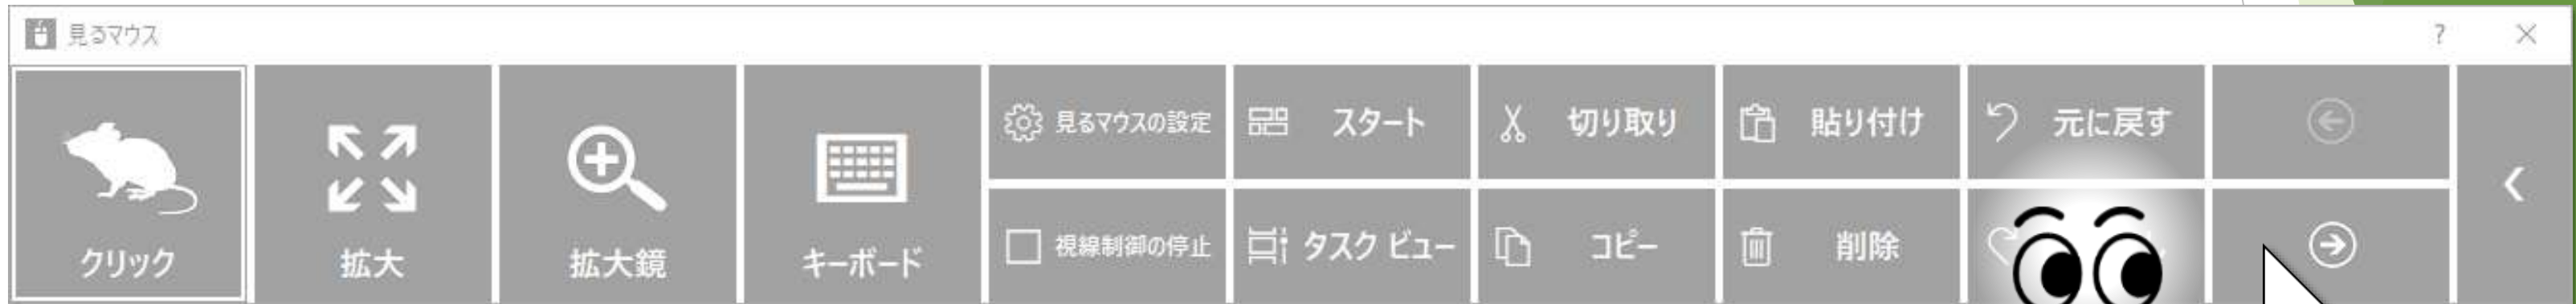 見るマウス
?
クリック
拡大
拡大鏡
キーボード
見るマウスの設定
スタート
切り取り
貼り付け
元に戻す
視線制御の停止
タスク ビュー
コピー
削除